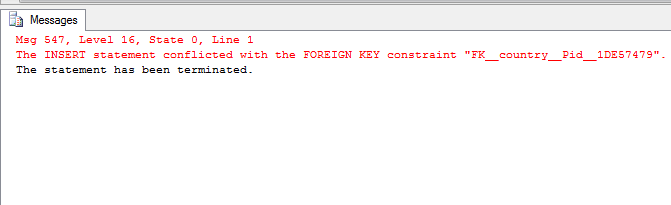 Messages
Msg 547, Level 16, State 0, Line 1
The INSERT statement conflicted with the FOREIGN KEY constraint "FK__country__Pid__1DE57479".
The statement has been terminated.